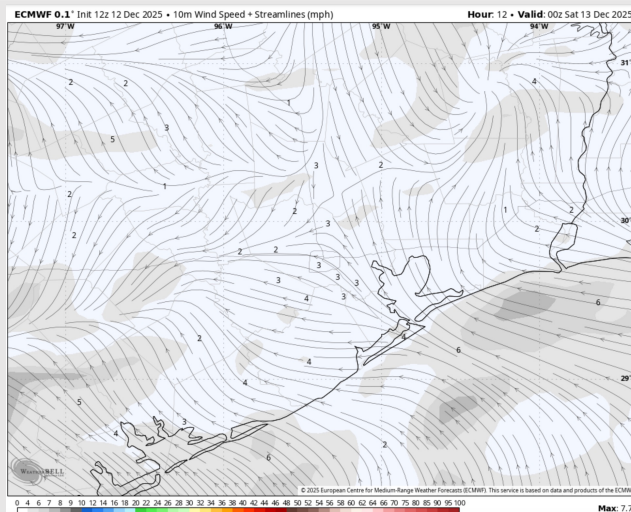 ECMWF 0.1° Init 12z 12 Dec 2025 • 10m Wind Speed + Streamlines (mph) Hour: 12 • Valid: 00z Sat 13 Dec 2025
97°W 96°W 95°W 94°W
31°
2 2 4
1
5 3
3 2
1
2
2 1 2
3 30°
2 2
2 2
3
3 3 3
4 3 6
4
2 6
4
29°
4
5
3
4
2
6
WEATHERBELL
© 2025 European Centre for Medium-Range Weather Forecasts (ECMWF). This service is based on data and products of the ECMW
0 4 6 7 8 9 10 12 14 16 18 20 22 24 26 28 30 32 34 36 38 40 42 44 46 48 50 52 54 56 58 60 62 64 66 68 70 75 80 85 90 95 100
Max: 7.7